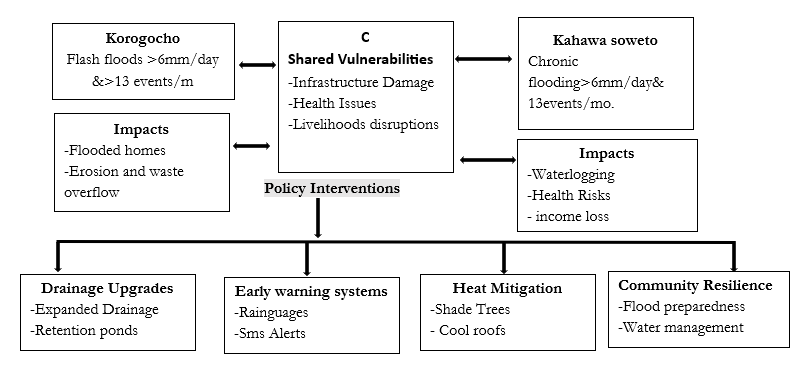 Korogocho
Flash floods >6mm/day
&>13 events/m
C
Shared Vulnerabilities
-Infrastructure Damage
-Health Issues
-Livelihoods disruptions
Kahawa soweto
Chronic
flooding>6mm/day&
13events/mo.
Impacts
-Flooded homes
-Erosion and waste
overflow
Impacts
-Waterlogging
-Health Risks
- income loss
Policy Interventions
Drainage Upgrades
-Expanded Drainage
-Retention ponds
Early warning systems
-Rainguages
-Sms Alerts
Heat Mitigation
-Shade Trees
- Cool roofs
Community Resilience
-Flood preparedness
-Water management